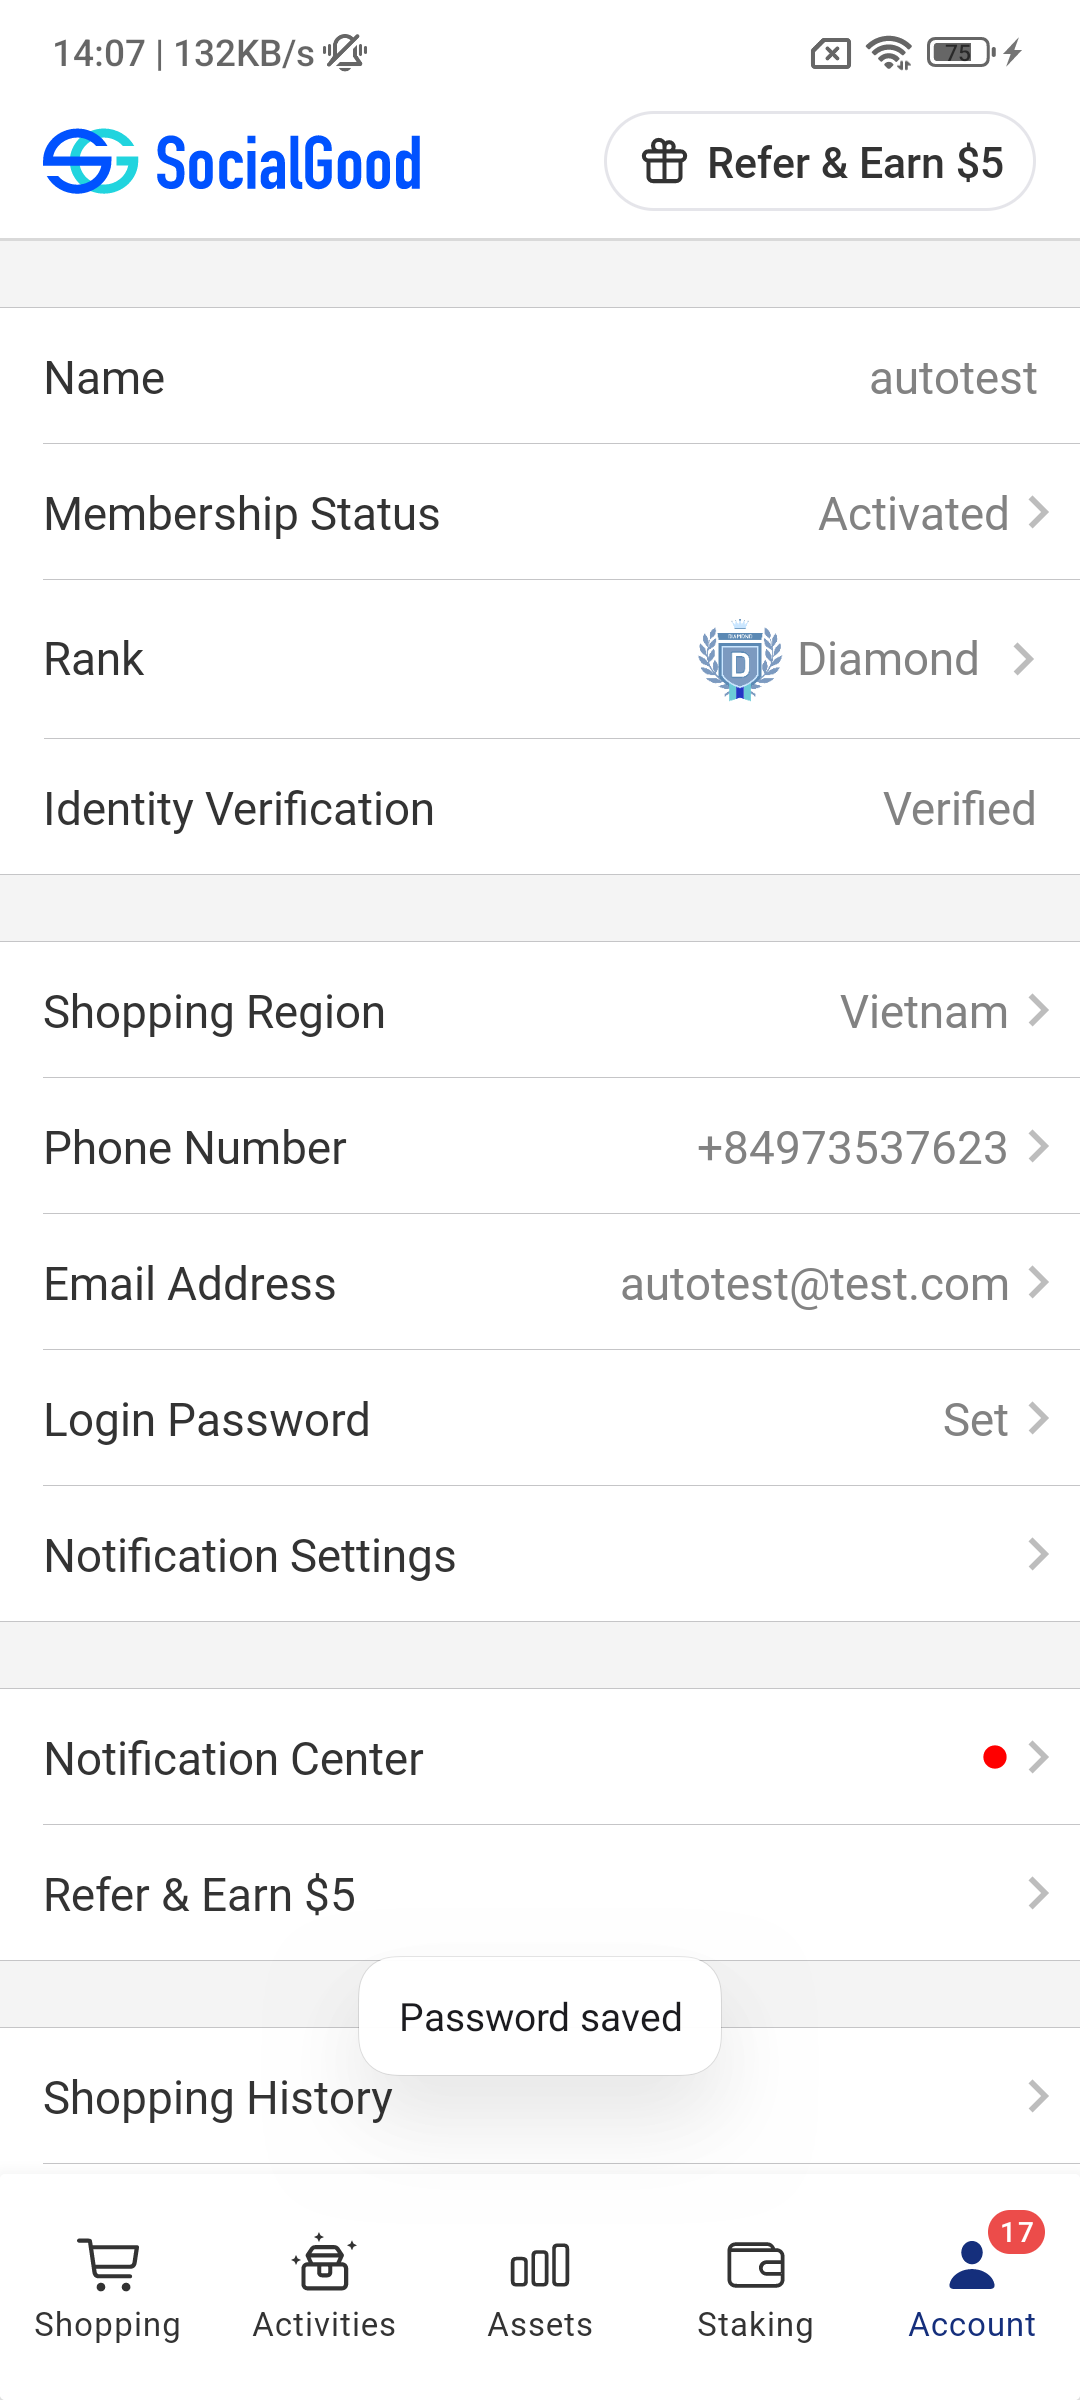 14:07 | 132KB/s
75
SocialGood
Refer & Earn $5
Name
autotest
Membership Status
Activated
Rank
DIAMOND
D
Diamond
Identity Verification
Verified
Shopping Region
Vietnam
Phone Number
+84973537623
Email Address
autotest@test.com
Login Password
Set
Notification Settings
Notification Center
Refer & Earn $5
Password saved
Shopping History
17
Shopping
Activities
Assets
Staking
Account